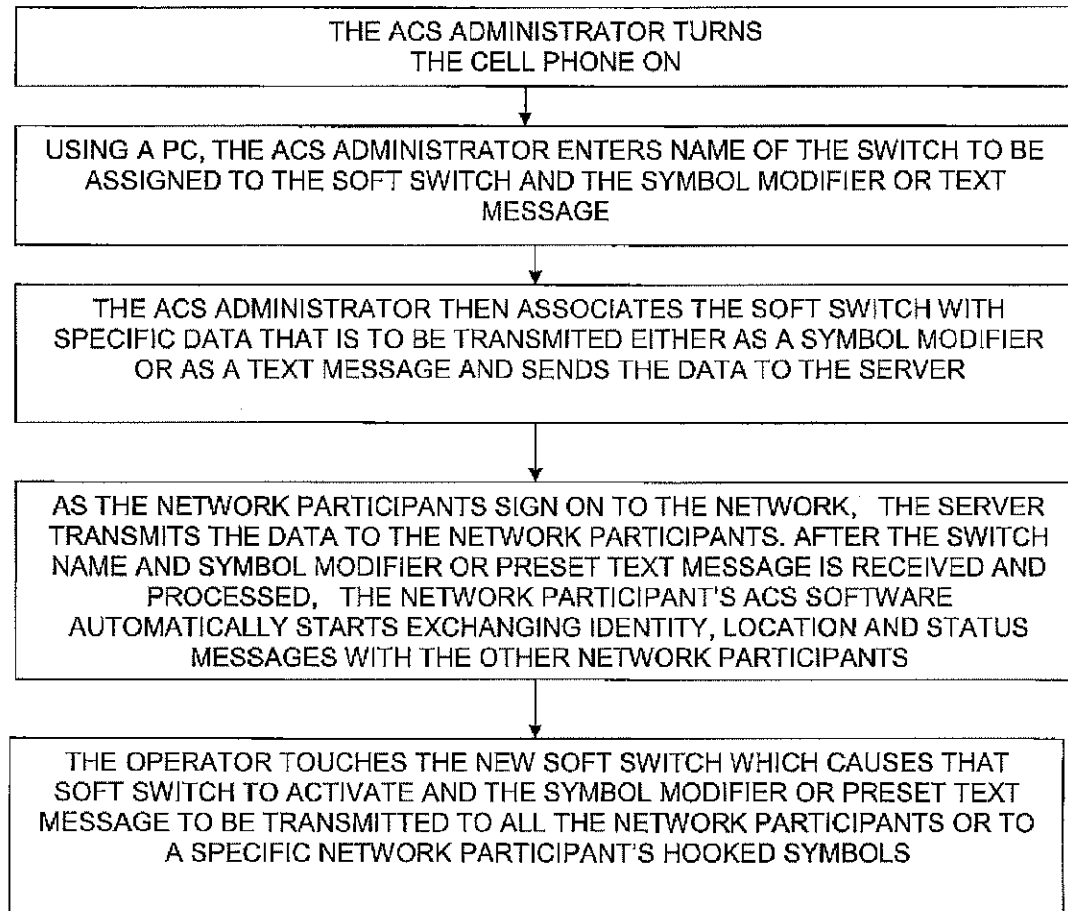 THE ACS ADMINISTRATOR TURNS
THE CELL PHONE ON
USING A PC, THE ACS ADMINISTRATOR ENTERS NAME OF THE SWITCH TO BE
ASSIGNED TO THE SOFT SWITCH AND THE SYMBOL MODIFIER OR TEXT
MESSAGE
THE ACS ADMINISTRATOR THEN ASSOCIATES THE SOFT SWITCH WITH
SPECIFIC DATA THAT IS TO BE TRANSMITED EITHER AS A SYMBOL MODIFIER
OR AS A TEXT MESSAGE AND SENDS THE DATA TO THE SERVER
AS THE NETWORK PARTICIPANTS SIGN ON TO THE NETWORK, THE SERVER
TRANSMITS THE DATA TO THE NETWORK PARTICIPANTS. AFTER THE SWITCH
NAME AND SYMBOL MODIFIER OR PRESET TEXT MESSAGE IS RECEIVED AND
PROCESSED, THE NETWORK PARTICIPANT'S ACS SOFTWARE
AUTOMATICALLY STARTS EXCHANGING IDENTITY, LOCATION AND STATUS
MESSAGES WITH THE OTHER NETWORK PARTICIPANTS
THE OPERATOR TOUCHES THE NEW SOFT SWITCH WHICH CAUSES THAT
SOFT SWITCH TO ACTIVATE AND THE SYMBOL MODIFIER OR PRESET TEXT
MESSAGE TO BE TRANSMITTED TO ALL THE NETWORK PARTICIPANTS OR TO
A SPECIFIC NETWORK PARTICIPANT'S HOOKED SYMBOLS